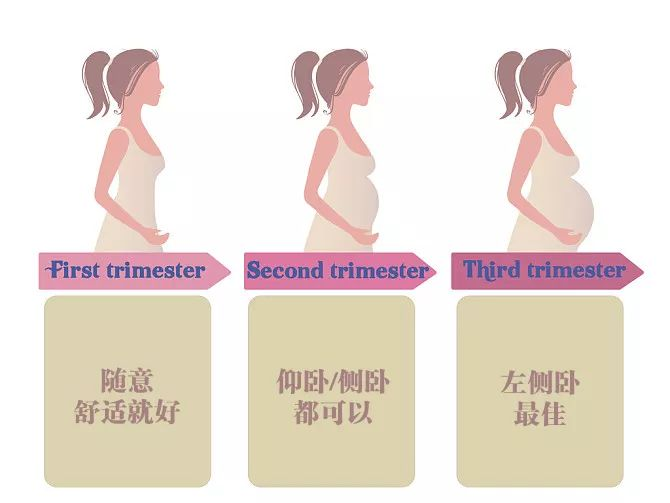 First trimester
Second trimester
Third trimester
随意
舒适就好
仰卧/侧卧
都可以
左侧卧
最佳